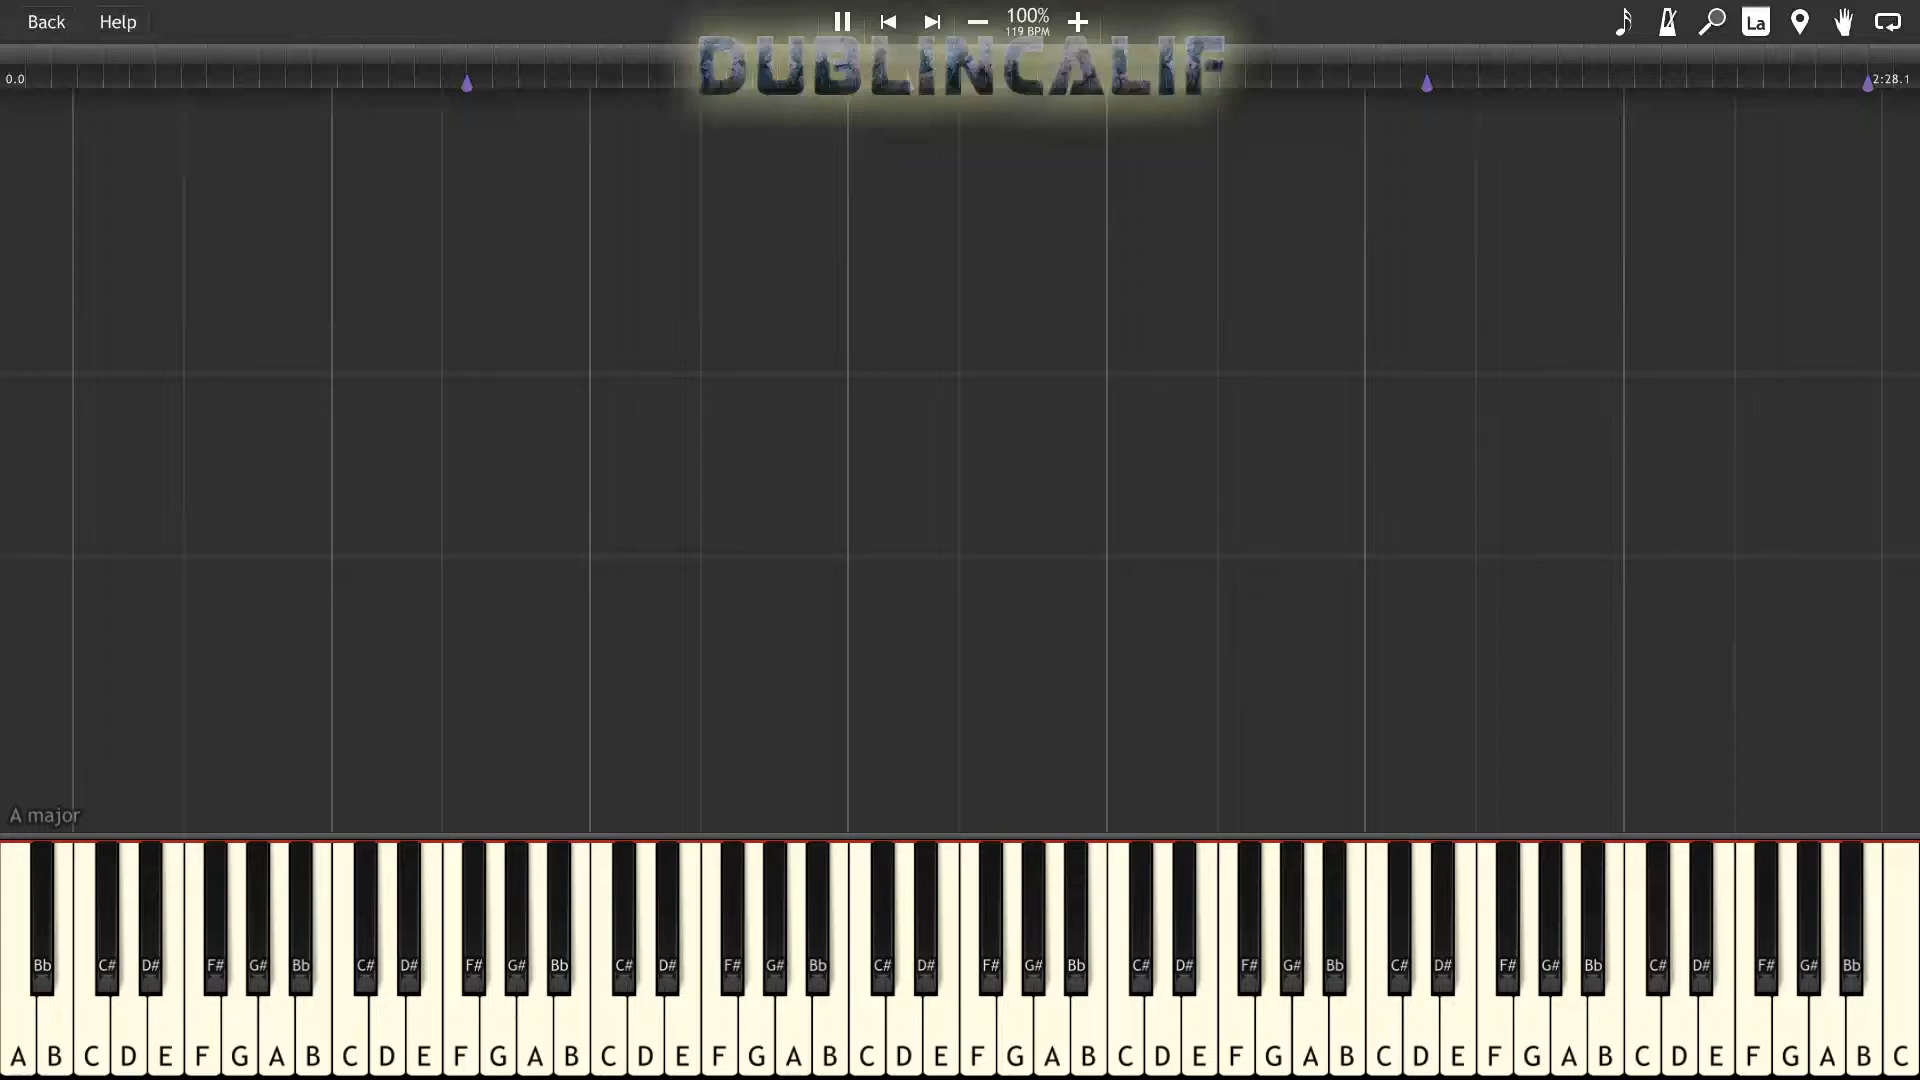 Back Help 100% La
119 BPM
DUBLINCALIF
0.0 2:28.1
A major
Bb C# D# F# G# Bb C# D# F# G# Bb C# D# F# G# Bb C# D# F# G# Bb C# D# F# G# Bb C# D# F# G# Bb C# D# F# G# Bb
A B C D E F G A B C D E F G A B C D E F G A B C D E F G A B C D E F G A B C D E F G A B C D E F G A B C